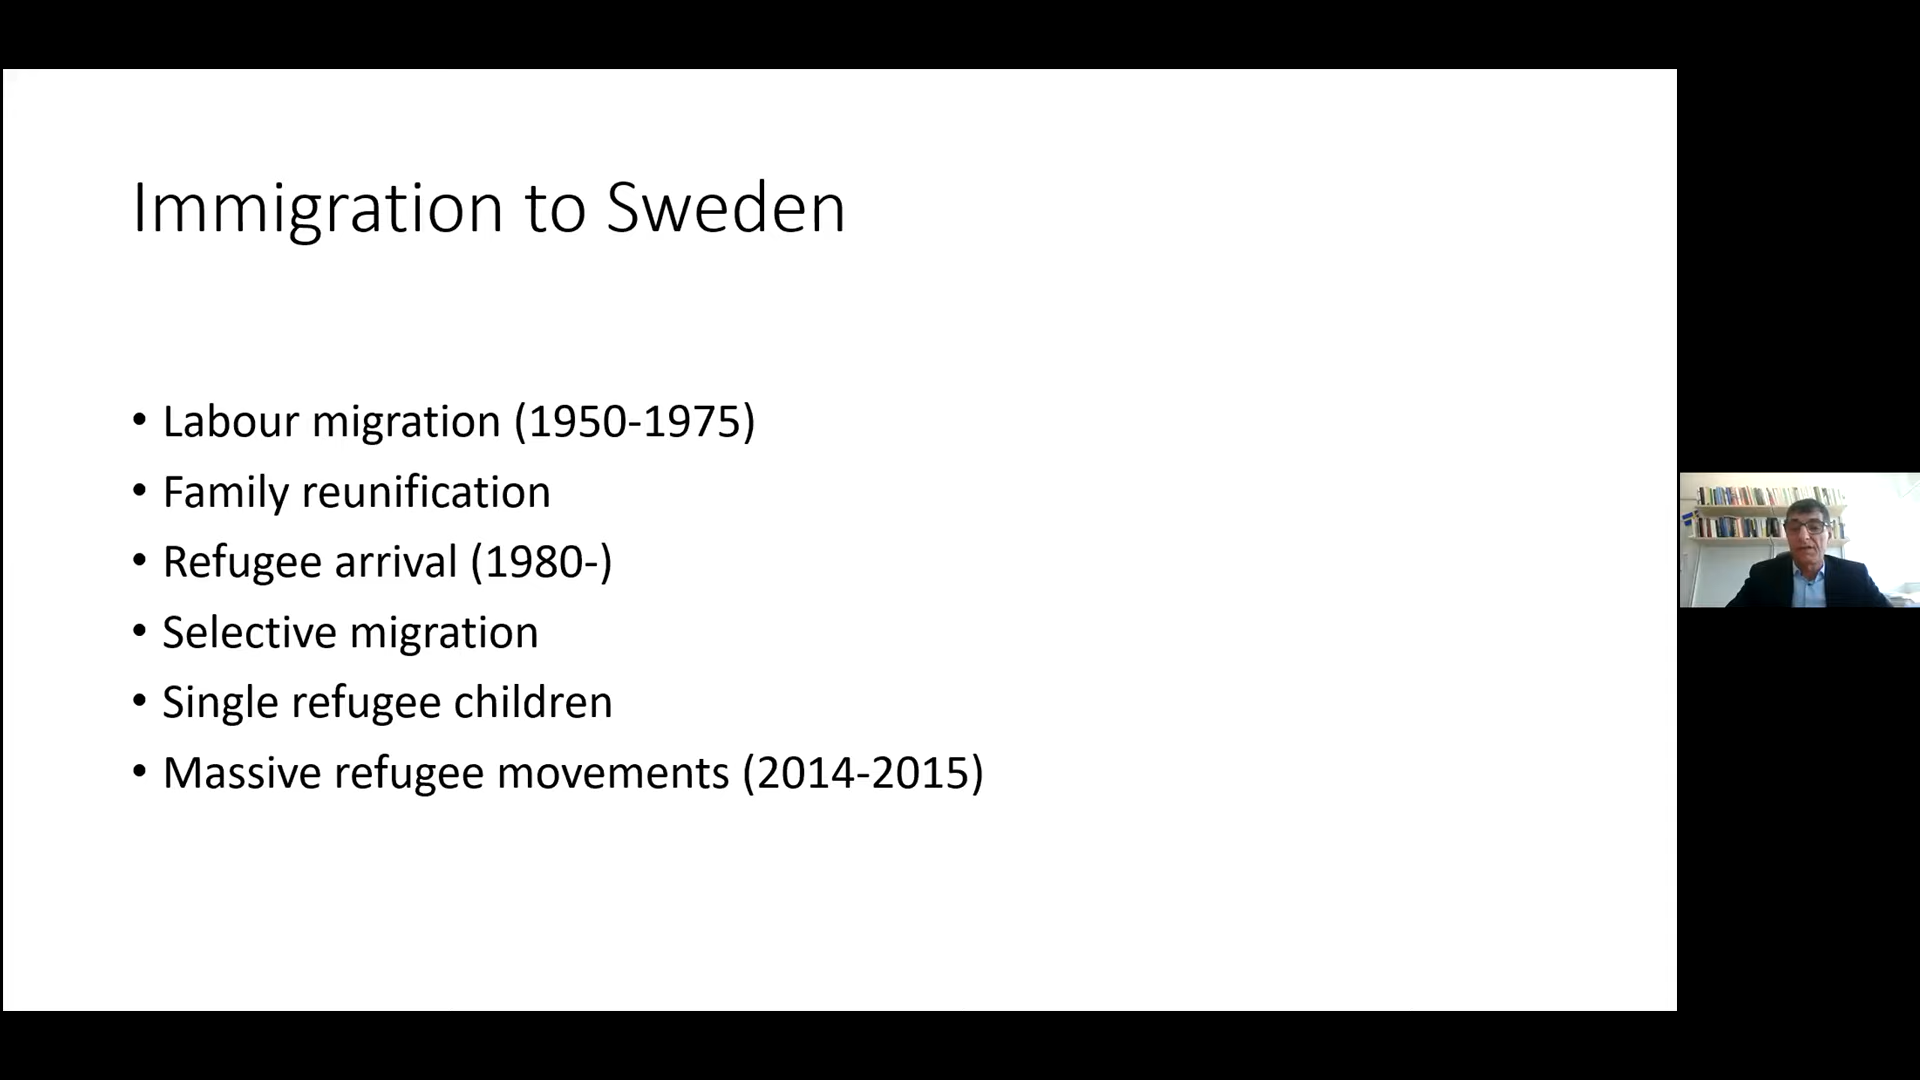 Immigration to Sweden
• Labour migration (1950-1975)
• Family reunification
• Refugee arrival (1980-)
• Selective migration
• Single refugee children
• Massive refugee movements (2014-2015)